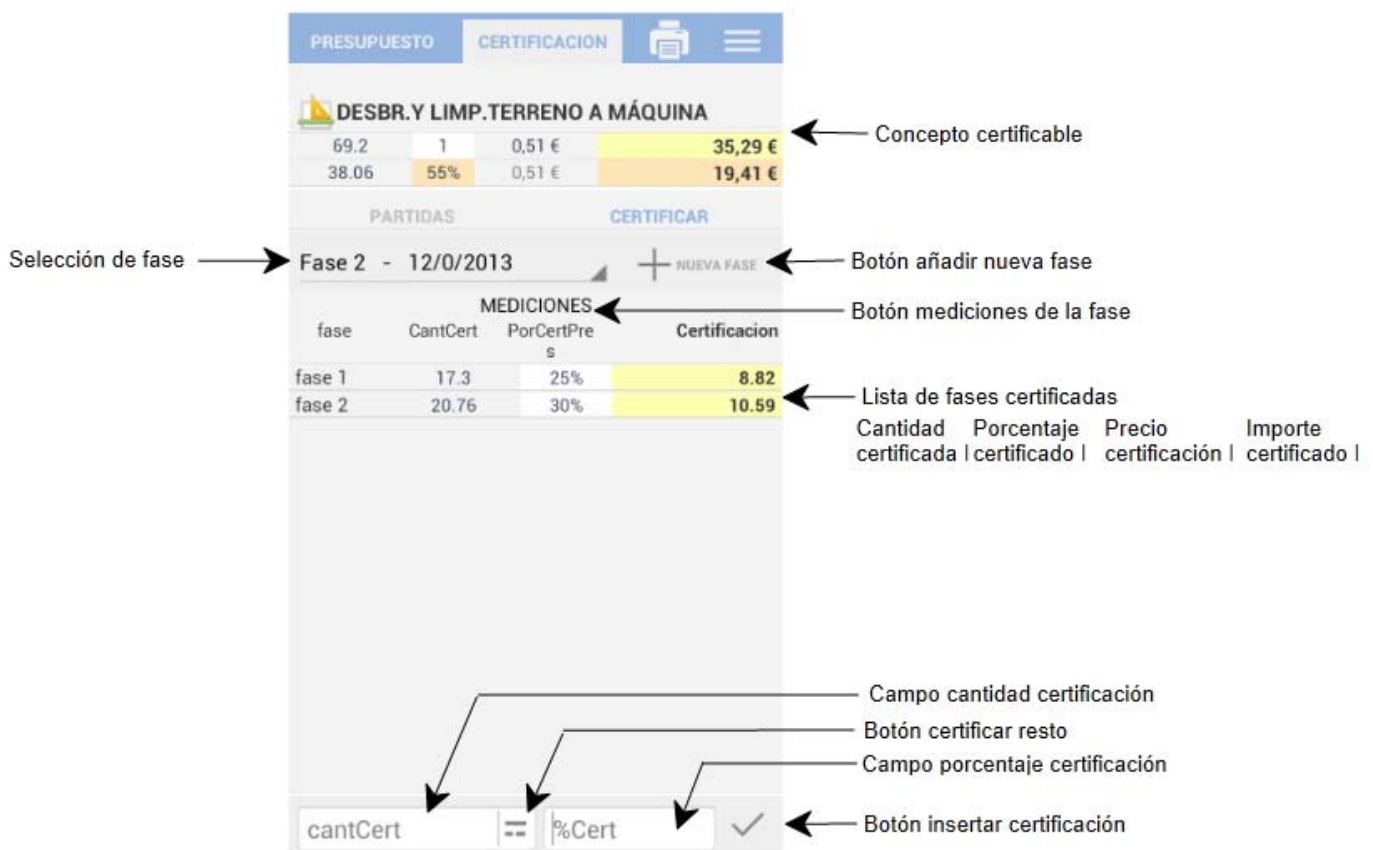 PRESUPUESTO CERTIFICACION
DESBR.Y LIMP.TERRENO A MÁQUINA
Concepto certificable
69.2 1 0,51 € 35,29 €
38.06 55% 0,51 € 19,41 €
PARTIDAS CERTIFICAR
Selección de fase
Fase 2 - 12/0/2013
NUEVA FASE
Botón añadir nueva fase
MEDICIONES
Botón mediciones de la fase
fase CantCert PorCertPre Certificacion
s
fase 1 17.3 25% 8.82
fase 2 20.76 30% 10.59
Lista de fases certificadas
Cantidad Porcentaje Precio Importe
certificada | certificado | certificación | certificado |
Campo cantidad certificación
Botón certificar resto
Campo porcentaje certificación
cantCert
%Cert
Botón insertar certificación